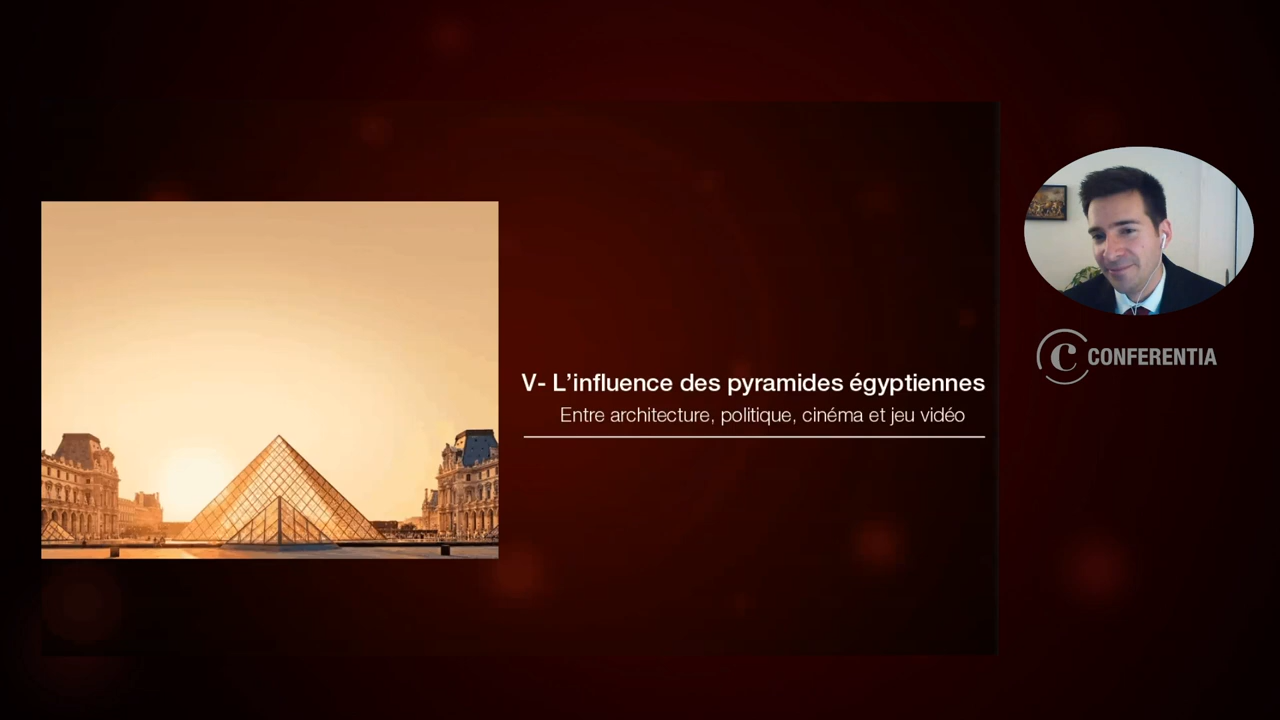 V- L’influence des pyramides égyptiennes
Entre architecture, politique, cinéma et jeu vidéo
C CONFERENTIA